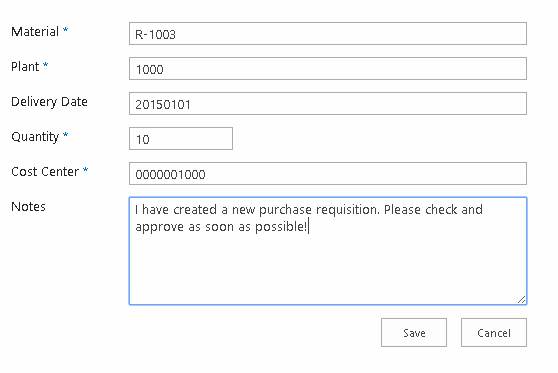 Material * R-1003
Plant * 1000
Delivery Date 20150101
Quantity * 10
Cost Center * 0000001000
Notes I have created a new purchase requisition. Please check and
approve as soon as possible!
Save Cancel